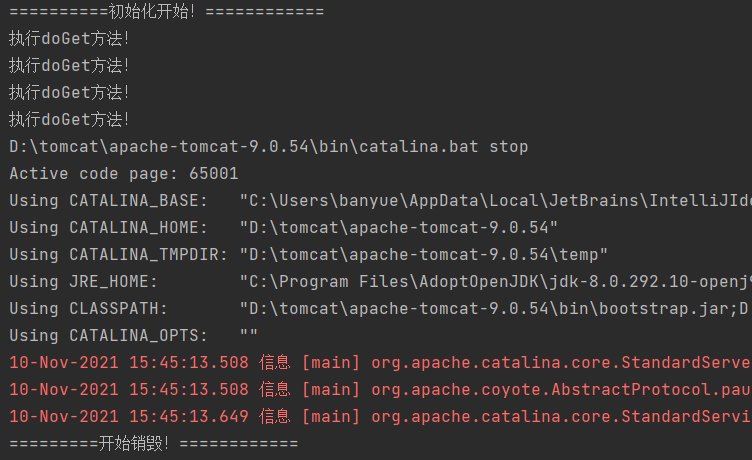 ==========初始化开始! ============
执行doGet方法!
执行doGet方法!
执行doGet方法!
执行doGet方法!
D:\tomcat\apache-tomcat-9.0.54\bin\catalina.bat stop
Active code page: 65001
Using CATALINA_BASE:   "C:\Users\banyue\AppData\Local\JetBrains\IntelliJIde
Using CATALINA_HOME:   "D:\tomcat\apache-tomcat-9.0.54"
Using CATALINA_TMPDIR: "D:\tomcat\apache-tomcat-9.0.54\temp"
Using JRE_HOME:        "C:\Program Files\AdoptOpenJDK\jdk-8.0.292.10-openj9
Using CLASSPATH:       "D:\tomcat\apache-tomcat-9.0.54\bin\bootstrap.jar;D
Using CATALINA_OPTS:   ""
10-Nov-2021 15:45:13.508 信息 [main] org.apache.catalina.core.StandardServe
10-Nov-2021 15:45:13.508 信息 [main] org.apache.coyote.AbstractProtocol.pau
10-Nov-2021 15:45:13.649 信息 [main] org.apache.catalina.core.StandardServi
=========开始销毁! ============